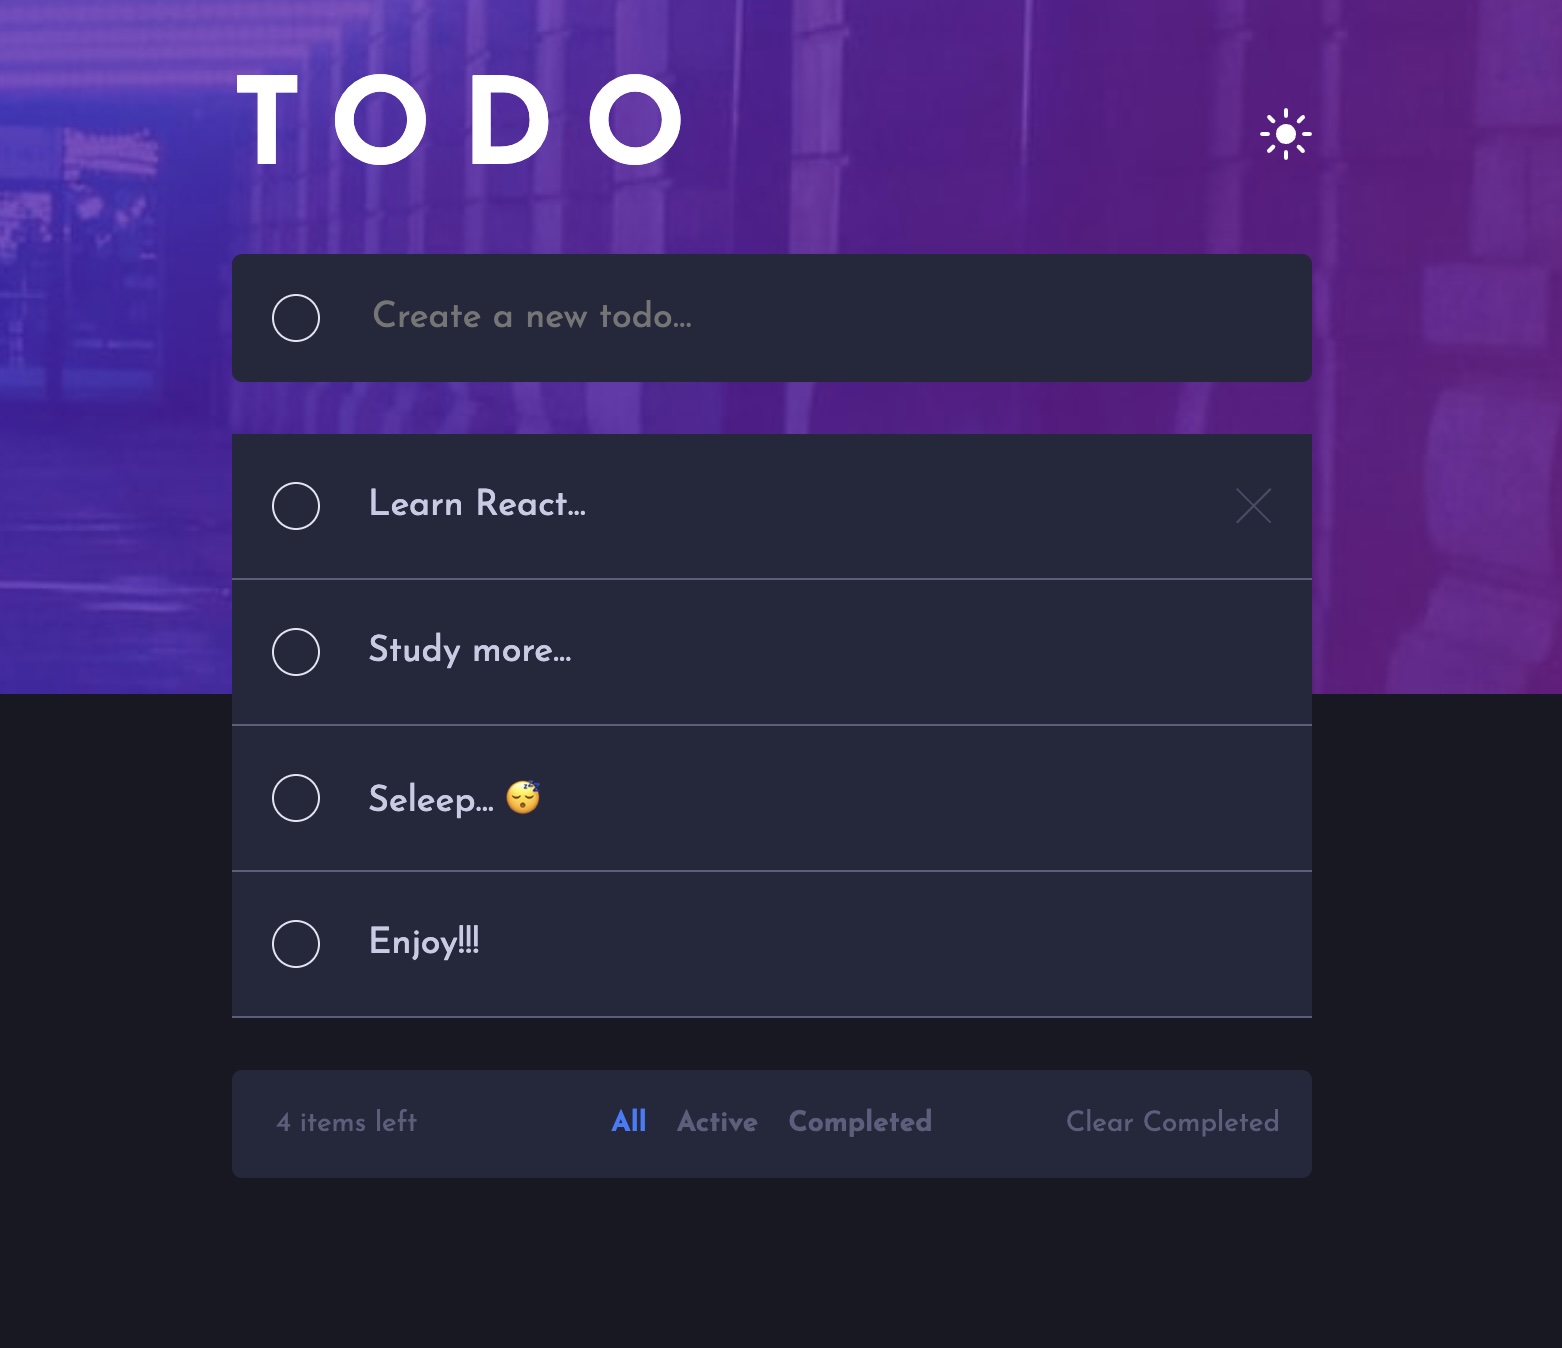 TODO
Create a new todo...
Learn React...
Study more...
Seleep... 😴
Enjoy!!!
4 items left All Active Completed Clear Completed